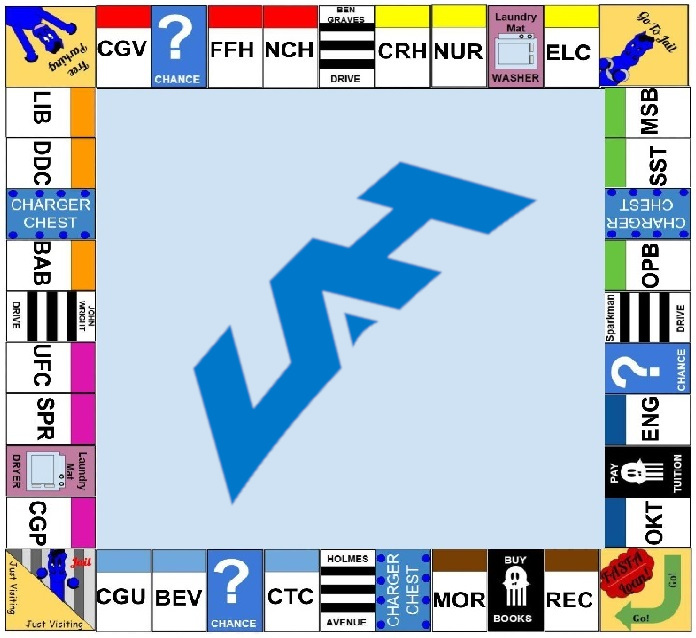 Free
Parking
CGV
?
CHANCE
FFH
NCH
BEN
GRAVES
DRIVE
CRH
NUR
Laundry
Mat
WASHER
ELC
Go To Jail
LIB
DDC
CHARGER
CHEST
BAB
JOHN
WRIGHT
DRIVE
UFC
SPR
Laundry
Mat
DRYER
CGP
MSB
SST
CHARGER
CHEST
OPB
Sparkman
DRIVE
?
CHANCE
ENG
PAY
TUITION
OKT
UAH
Jail
Just Visiting
Just Visiting
CGU
BEV
?
CHANCE
CTC
HOLMES
AVENUE
CHARGER
CHEST
MOR
BUY
BOOKS
REC
FAFSA
Loan!
Go!
Go!